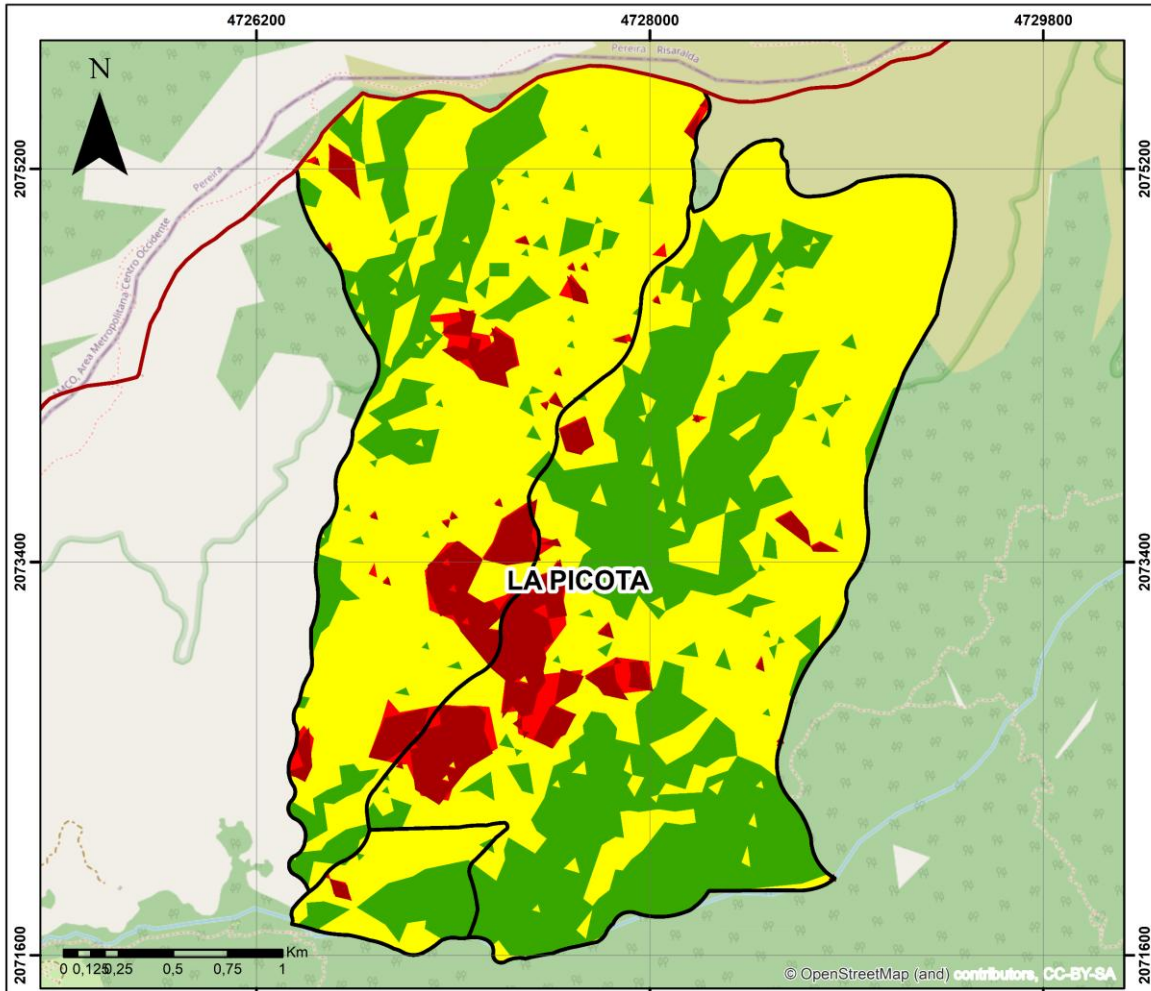 4726200
4728000
4729800
N
Pereira - Risaralda
Pereira
AMCO, Area Metropolitana Centro Occidente
2075200
2075200
2073400
2073400
LA PICOTA
2071600
2071600
Km
0 0,125 0,25 0,5 0,75 1
© OpenStreetMap (and) contributors, CC-BY-SA